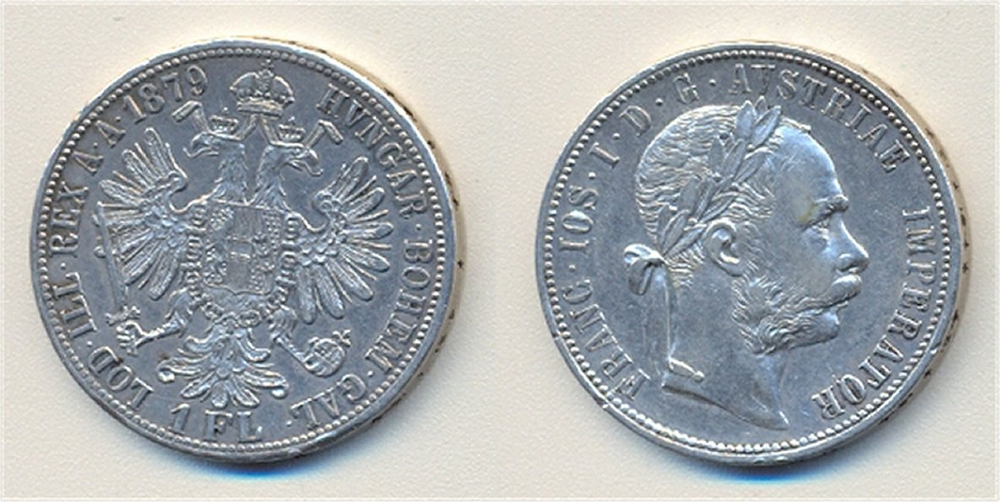 HVNGAR·BOHEM·GAL·
LOD·ILL·REX A·A·1879
1 FL
FRANC·IOS·I·D·G·AVSTRIAE
IMPERATOR